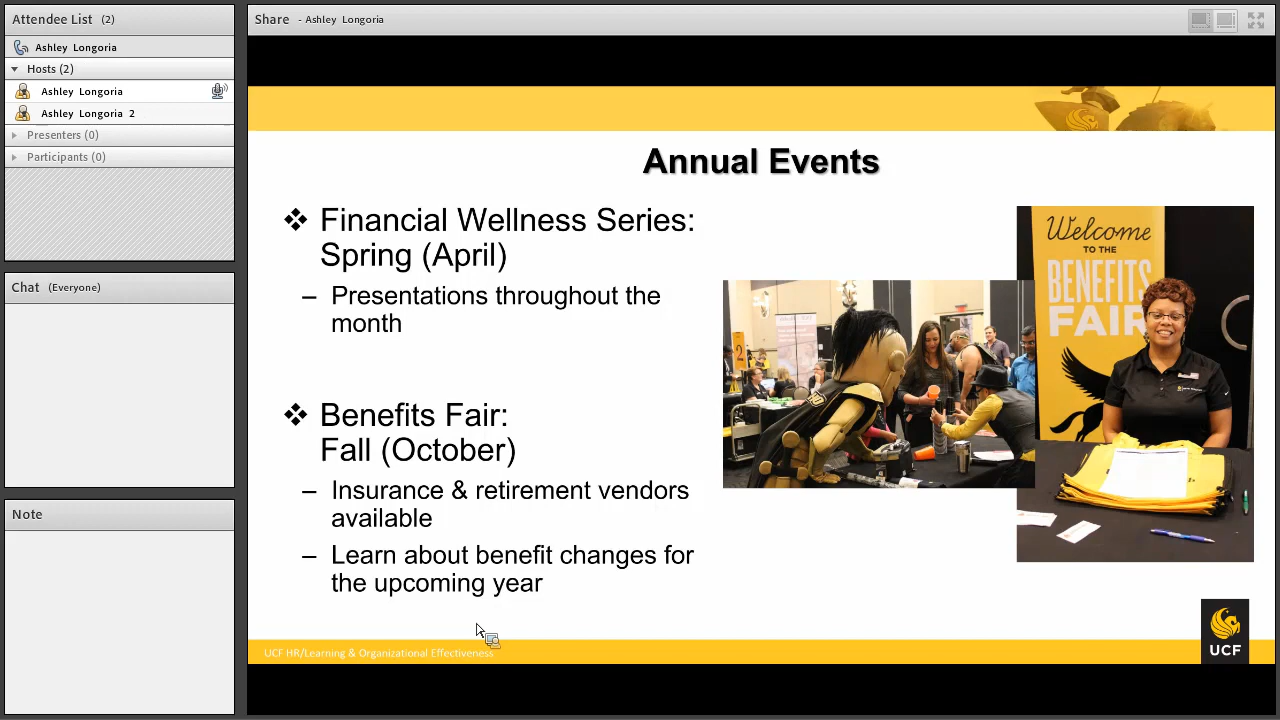 Attendee List (2)
Ashley Longoria
Hosts (2)
Ashley Longoria
Ashley Longoria 2
Presenters (0)
Participants (0)
Chat (Everyone)
Note
Share - Ashley Longoria
Annual Events
❖ Financial Wellness Series:
Spring (April)
– Presentations throughout the
month
❖ Benefits Fair:
Fall (October)
– Insurance & retirement vendors
available
– Learn about benefit changes for
the upcoming year
Welcome
TO THE
BENEFITS
FAIR
2
UCF HR/Learning & Organizational Effectiveness
UCF